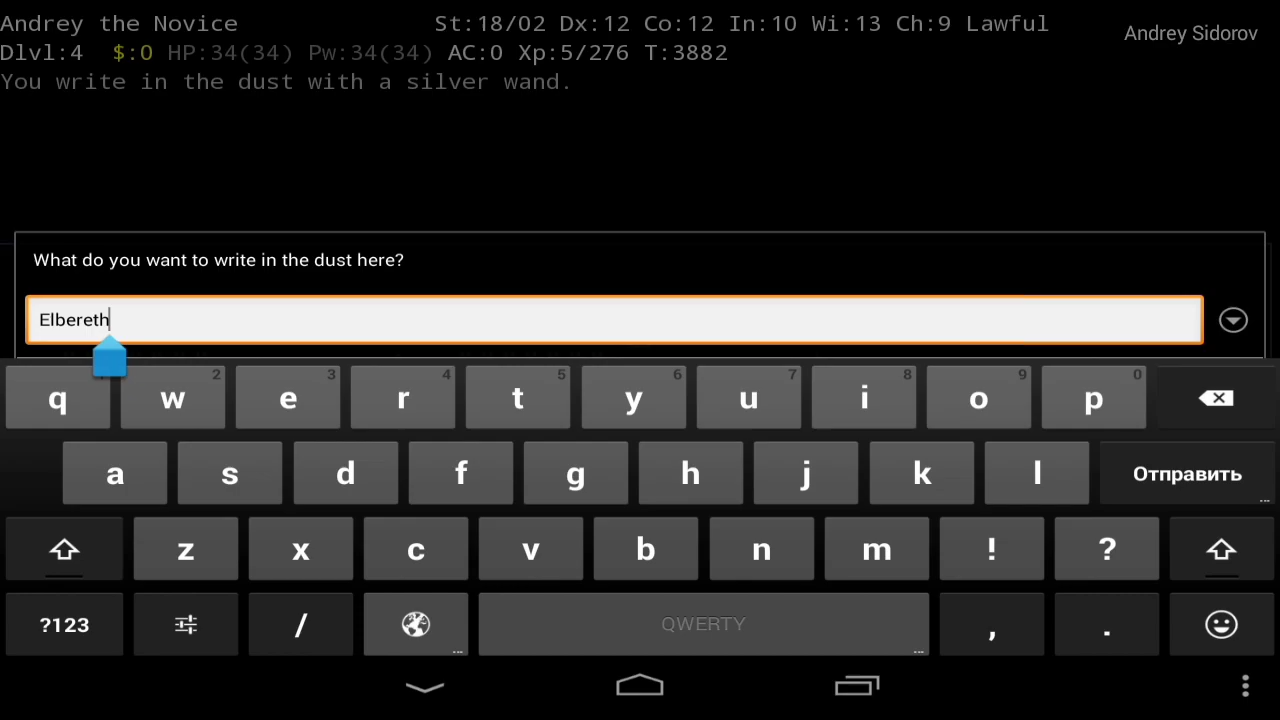 Andrey the Novice St:18/02 Dx:12 Co:12 In:10 Wi:13 Ch:9 Lawful
Andrey Sidorov
Dlvl:4 $:0 HP:34(34) Pw:34(34) AC:0 Xp:5/276 T:3882
You write in the dust with a silver wand.
What do you want to write in the dust here?
Elbereth
q w 2 e 3 r 4 t 5 y 6 u 7 i 8 o 9 p 0
a s d f g h j k l Отправить ...
z x c v b n m ! ?
?123 / ... QWERTY ... , .